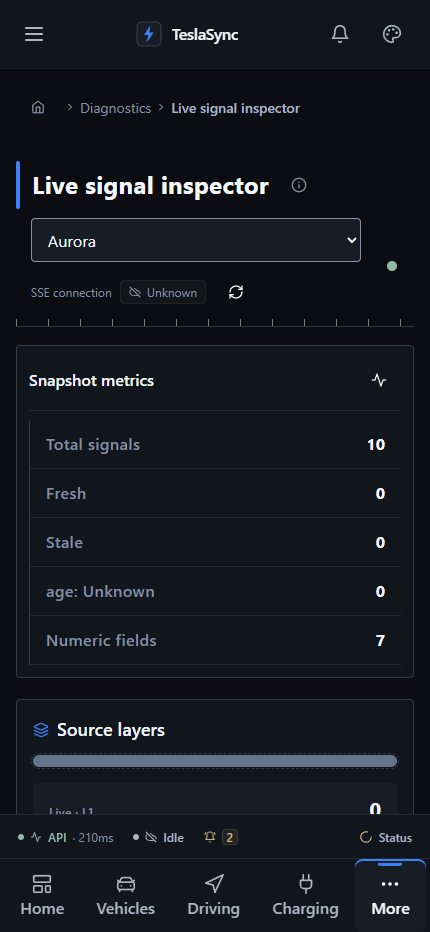 TeslaSync
Diagnostics Live signal inspector
Live signal inspector
Aurora
SSE connection Unknown
Snapshot metrics
Total signals 10
Fresh 0
Stale 0
age: Unknown 0
Numeric fields 7
Source layers
Live · L1 0
API · 210ms Idle 2 Status
Home Vehicles Driving Charging More